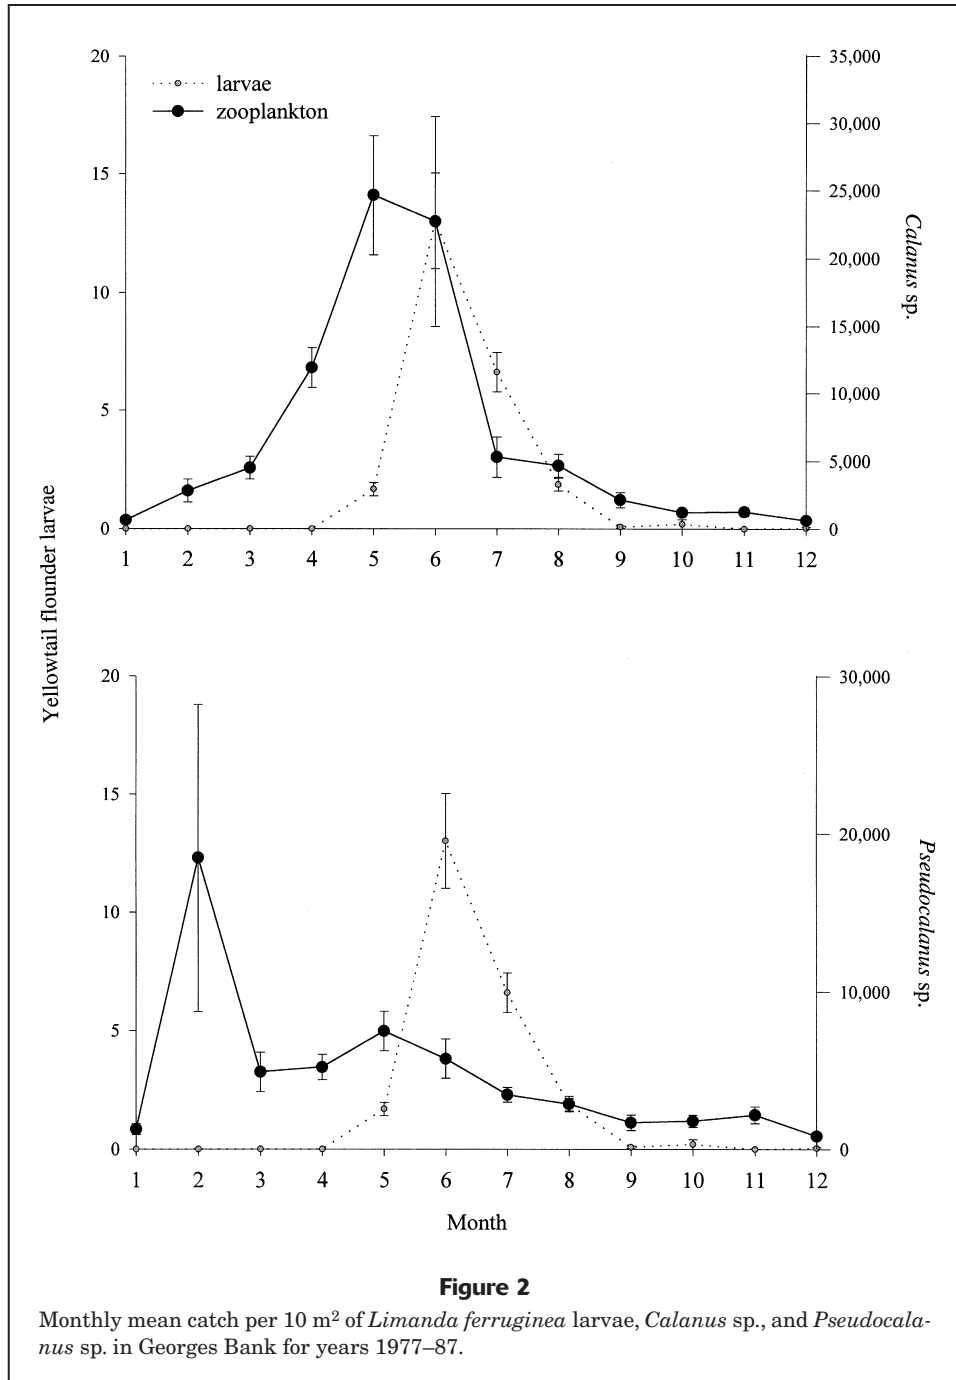 20
15
10
5
0
larvae
zooplankton
35,000
30,000
25,000
20,000
15,000
10,000
5,000
0
Calanus sp.
1 2 3 4 5 6 7 8 9 10 11 12
Yellowtail flounder larvae
20
15
10
5
0
30,000
20,000
10,000
0
Pseudocalanus sp.
1 2 3 4 5 6 7 8 9 10 11 12
Month
Figure 2
Monthly mean catch per 10 m² of Limanda ferruginea larvae, Calanus sp., and Pseudocala-
nus sp. in Georges Bank for years 1977–87.